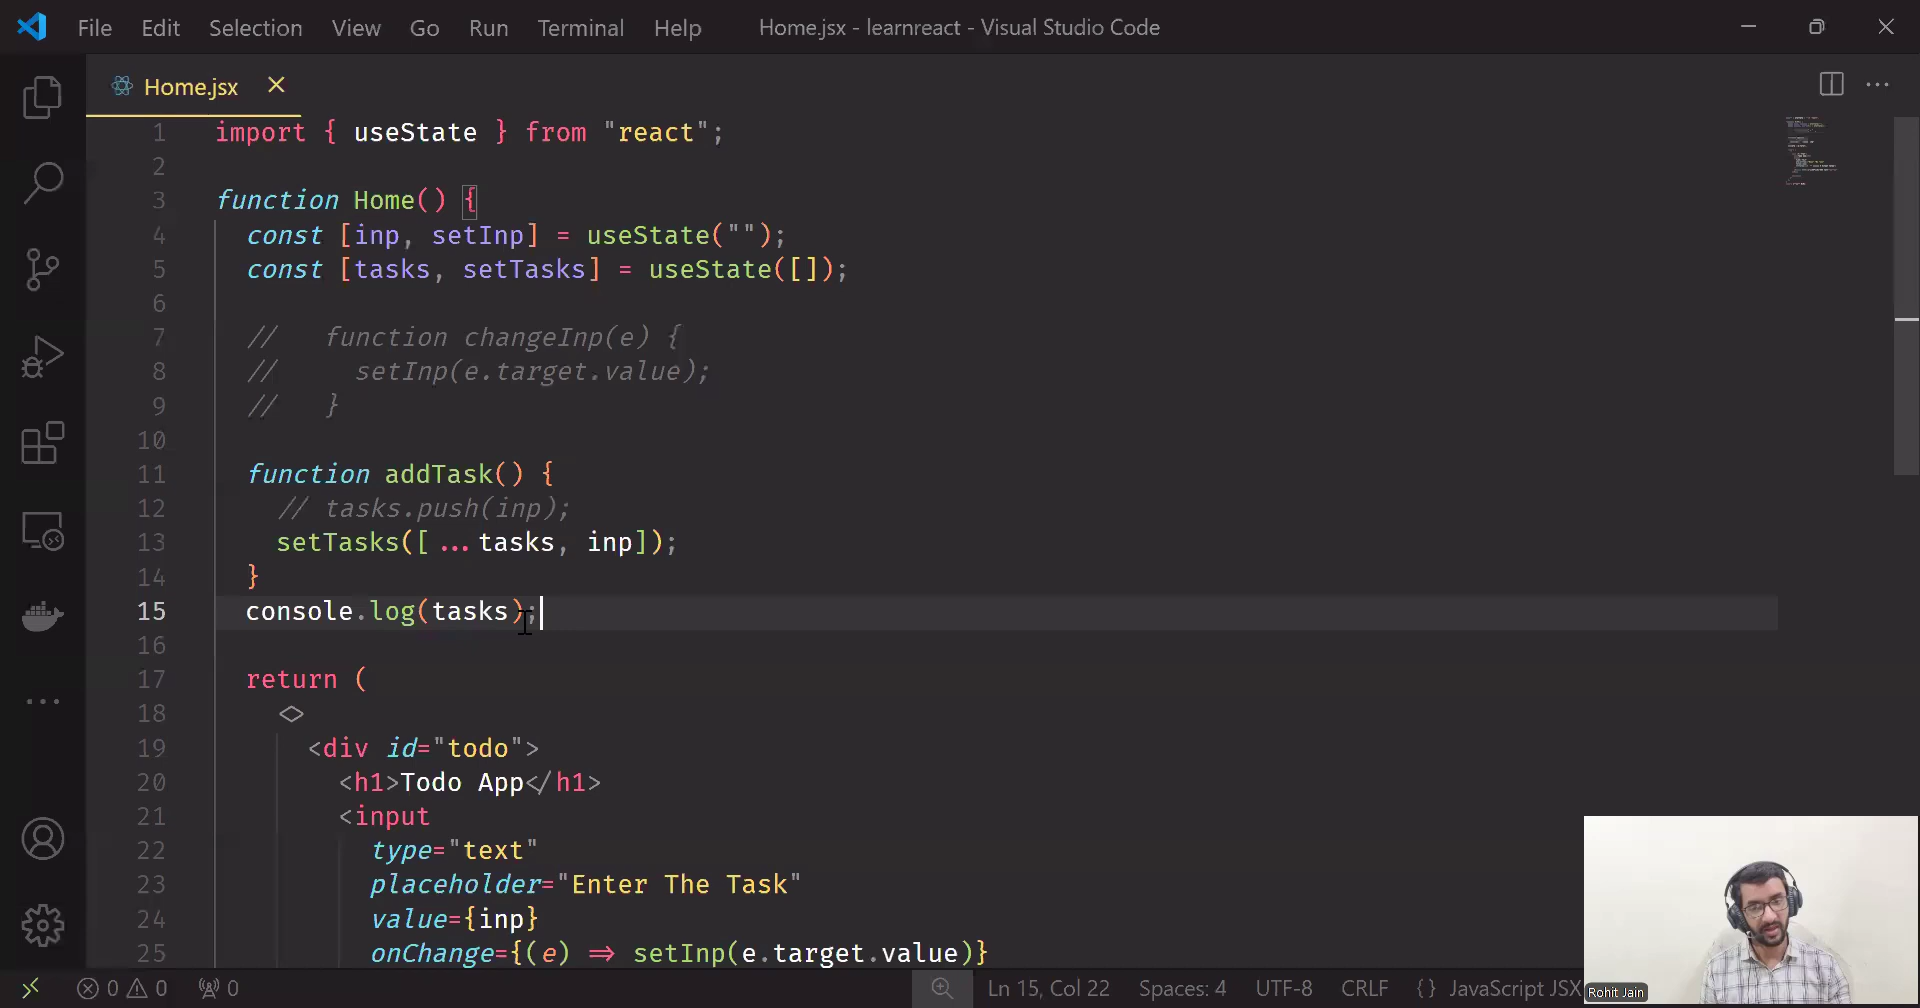 File Edit Selection View Go Run Terminal Help Home.jsx - learnreact - Visual Studio Code
Home.jsx
1 import { useState } from "react";
2
3 function Home() {
4 const [inp, setInp] = useState("");
5 const [tasks, setTasks] = useState([]);
6
7 // function changeInp(e) {
8 // setInp(e.target.value);
9 // }
10
11 function addTask() {
12 // tasks.push(inp);
13 setTasks([...tasks, inp]);
14 }
15 console.log(tasks);
16
17 return (
18 <>
19 <div id="todo">
20 <h1>Todo App</h1>
21 <input
22 type="text"
23 placeholder="Enter The Task"
24 value={inp}
25 onChange={(e) => setInp(e.target.value)}
0 0 0 Ln 15, Col 22 Spaces: 4 UTF-8 CRLF {} JavaScript JSX
Rohit Jain